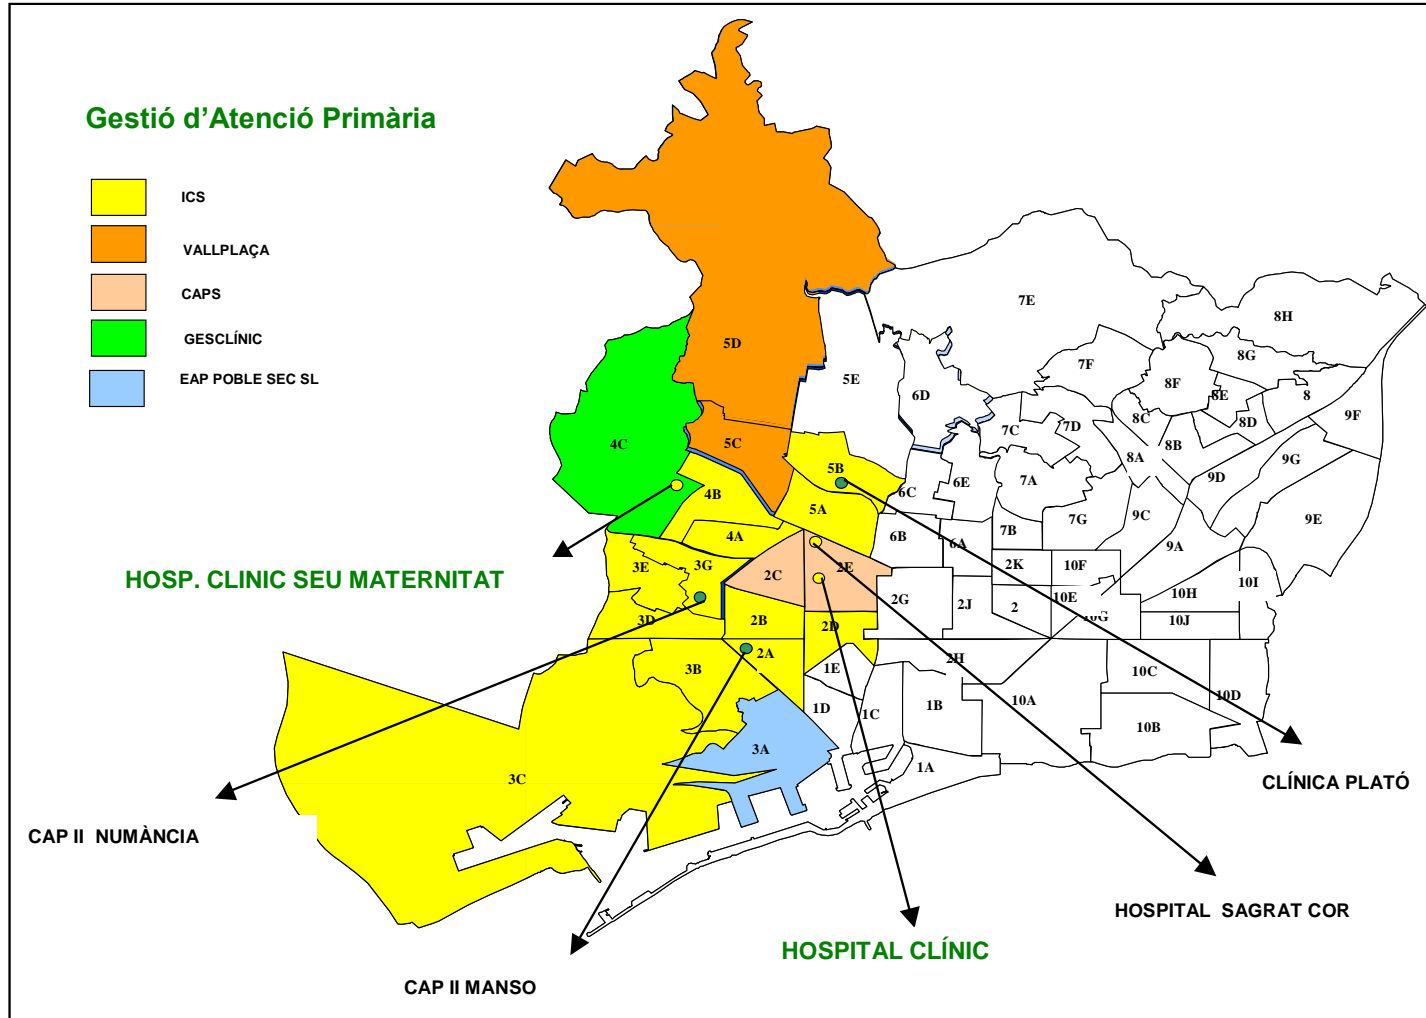 Gestió d'Atenció Primària
ICS
VALLPLAÇA
CAPS
GESCLÍNIC
EAP POBLE SEC SL
7E
8H
5D
5E
7F
8G
8F
6D
8E
8
9F
8C
8D
7C
7D
8B
4C
5C
8A
9G
5B
9D
7A
6E
6C
4B
9E
5A
7G
9C
4A
7B
6B
6A
9A
3E
3G
2C
2E
2K
10F
10I
2G
2J
2
10E
10H
3D
2B
2D
10G
10J
2A
2H
3B
1E
10C
10D
1D
1C
1B
10A
10B
3A
3C
1A
HOSP. CLINIC SEU MATERNITAT
CLÍNICA PLATÓ
CAP II NUMÀNCIA
HOSPITAL SAGRAT COR
HOSPITAL CLÍNIC
CAP II MANSO